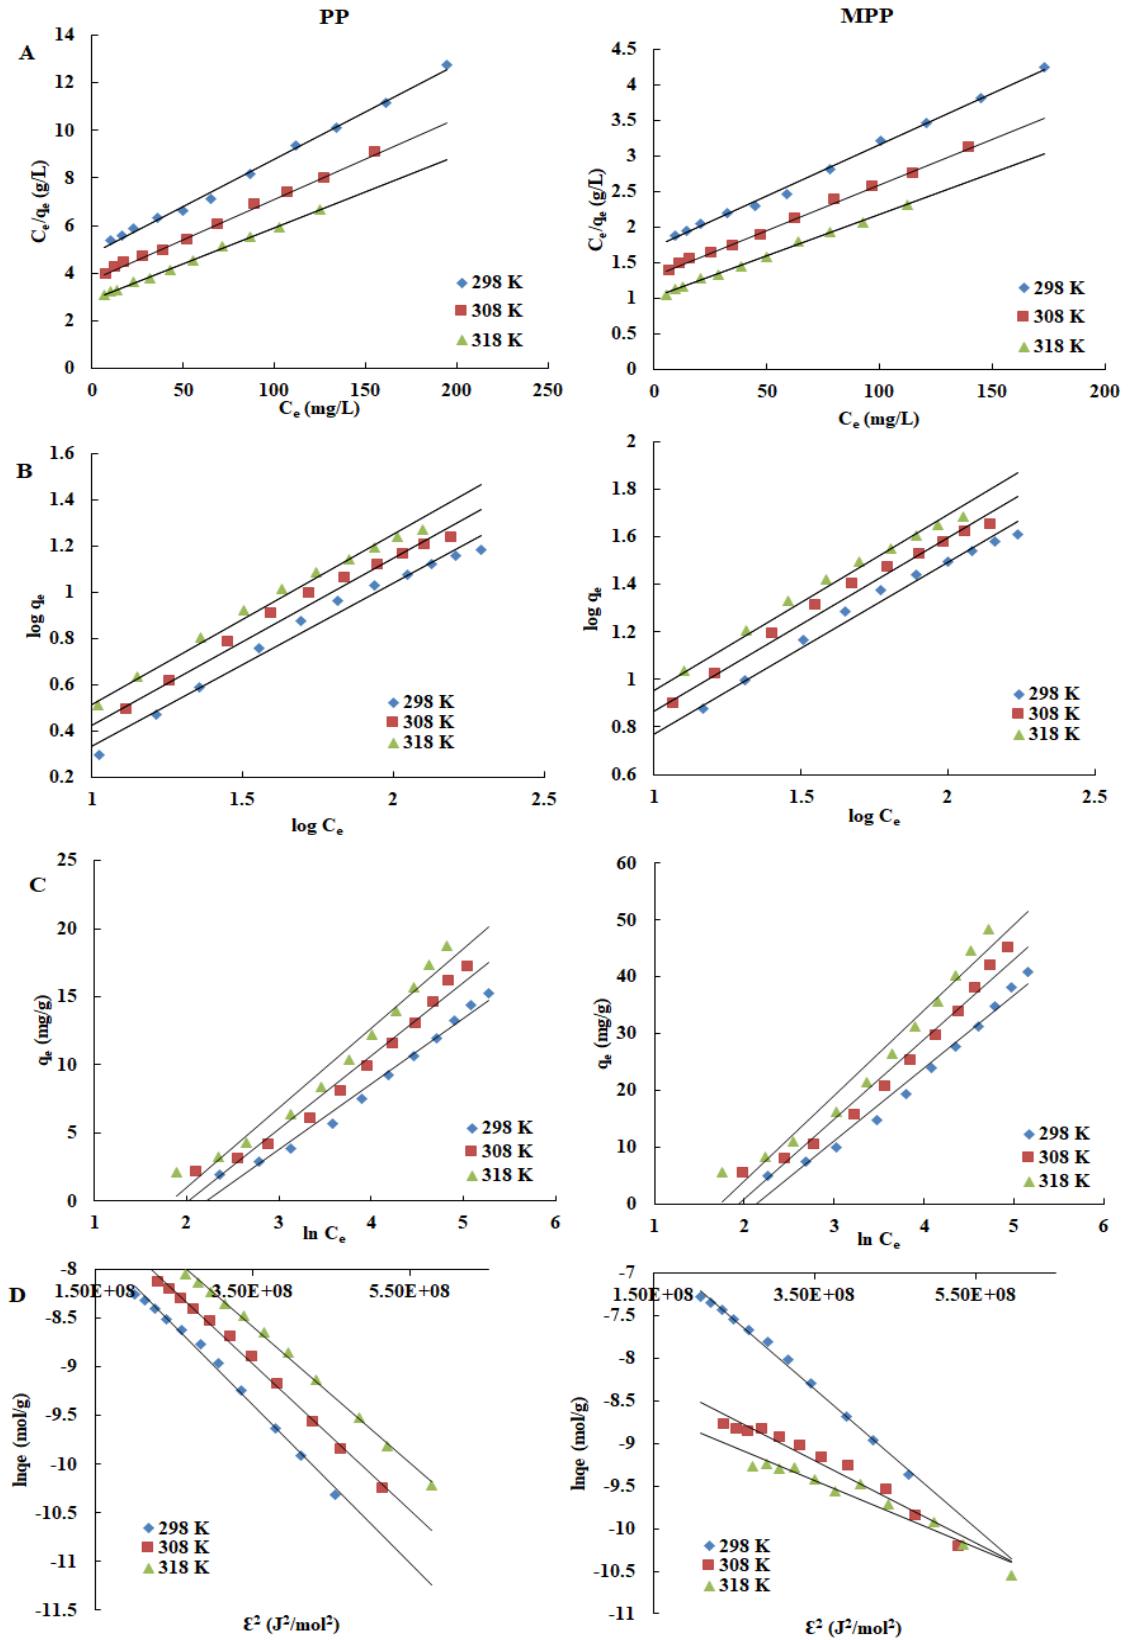 PP
MPP
A
14
12
10
8
6
4
2
0
Ce/qe (g/L)
0 50 100 150 200 250
Ce (mg/L)
298 K
308 K
318 K
4.5
4
3.5
3
2.5
2
1.5
1
0.5
0
Ce/qe (g/L)
0 50 100 150 200
Ce (mg/L)
298 K
308 K
318 K
B
1.6
1.4
1.2
1
0.8
0.6
0.4
0.2
log qe
1 1.5 2 2.5
log Ce
298 K
308 K
318 K
2
1.8
1.6
1.4
1.2
1
0.8
0.6
log qe
1 1.5 2 2.5
log Ce
298 K
308 K
318 K
C
25
20
15
10
5
0
qe (mg/g)
1 2 3 4 5 6
ln Ce
298 K
308 K
318 K
60
50
40
30
20
10
0
qe (mg/g)
1 2 3 4 5 6
ln Ce
298 K
308 K
318 K
D
-8
-8.5
-9
-9.5
-10
-10.5
-11
-11.5
lnqe (mol/g)
1.50E+08 3.50E+08 5.50E+08
Ɛ² (J²/mol²)
298 K
308 K
318 K
-7
-7.5
-8
-8.5
-9
-9.5
-10
-10.5
-11
lnqe (mol/g)
1.50E+08 3.50E+08 5.50E+08
Ɛ² (J²/mol²)
298 K
308 K
318 K